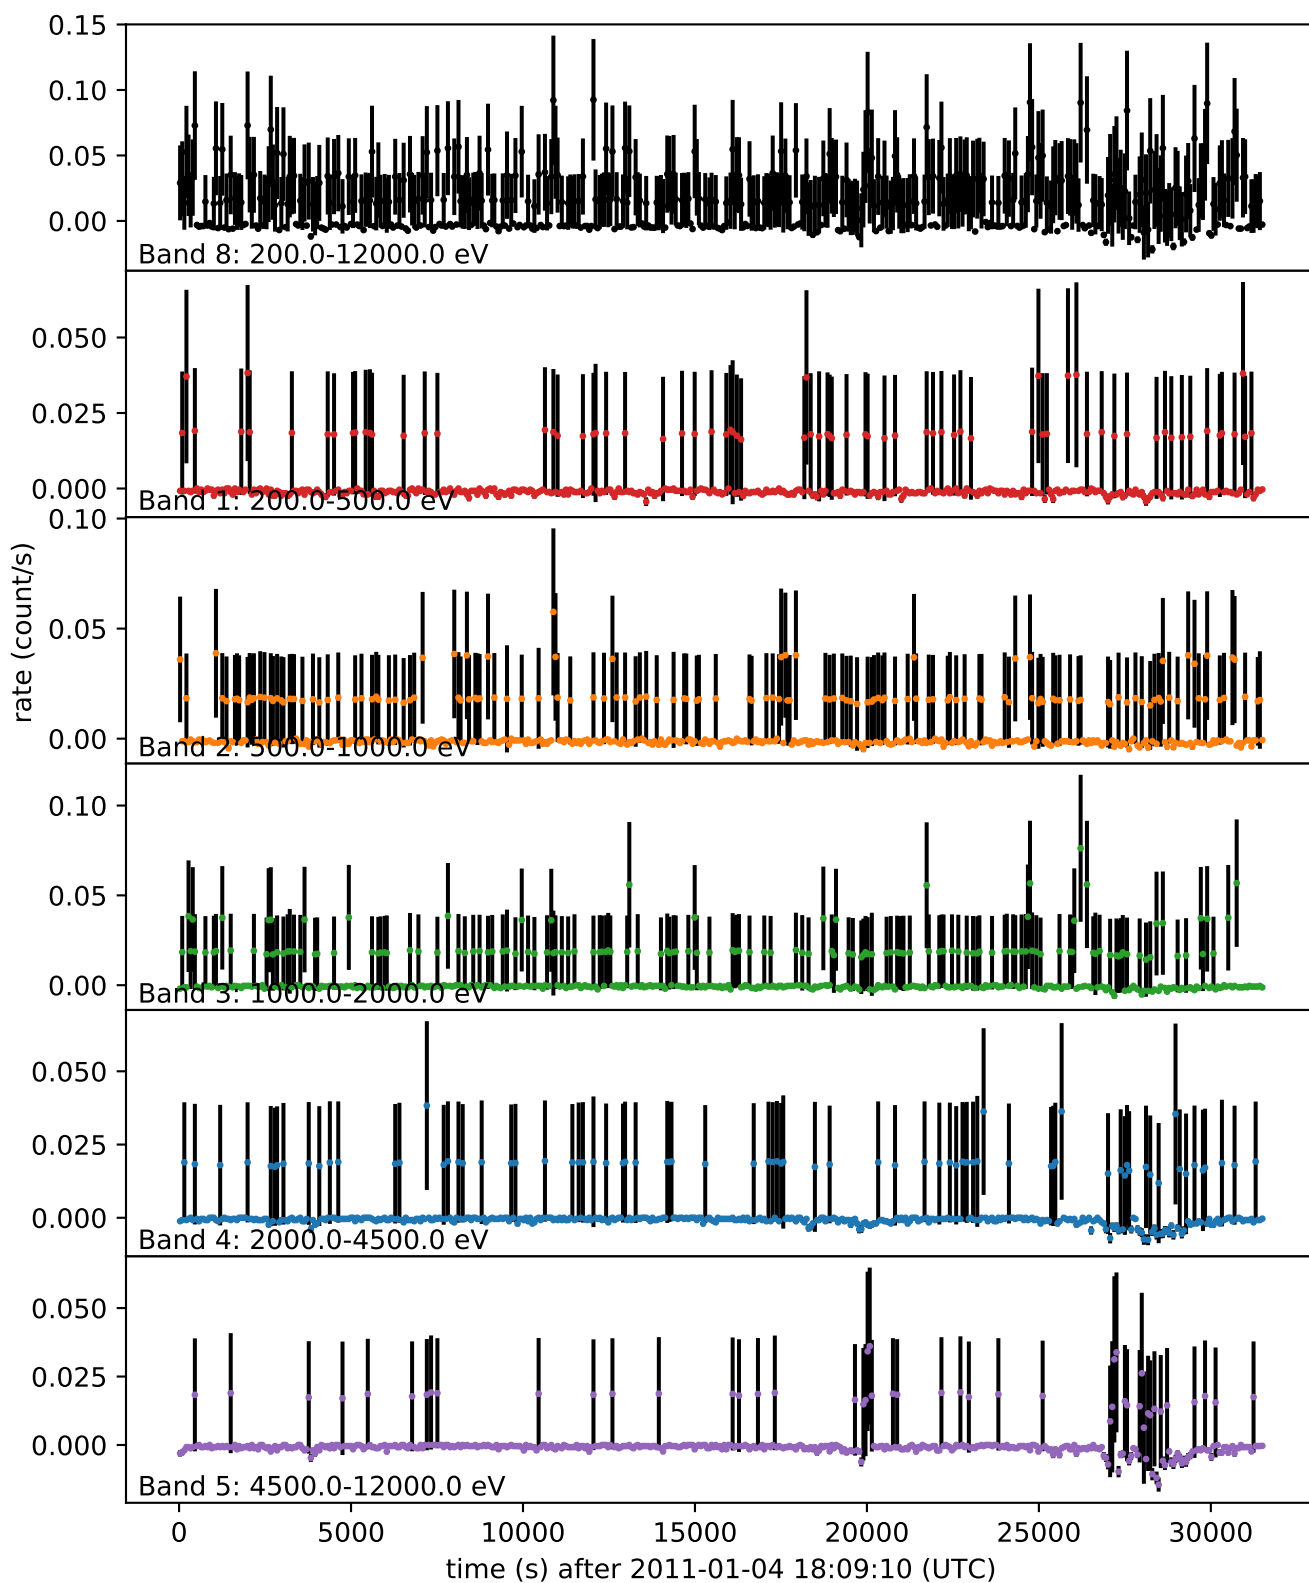 0.15
0.10
0.05
0.00
Band 8: 200.0-12000.0 eV
0.050
0.025
0.000
Band 1: 200.0-500.0 eV
0.10
0.05
0.00
Band 2: 500.0-1000.0 eV
rate (count/s)
0.10
0.05
0.00
Band 3: 1000.0-2000.0 eV
0.050
0.025
0.000
Band 4: 2000.0-4500.0 eV
0.050
0.025
0.000
Band 5: 4500.0-12000.0 eV
0 5000 10000 15000 20000 25000 30000
time (s) after 2011-01-04 18:09:10 (UTC)